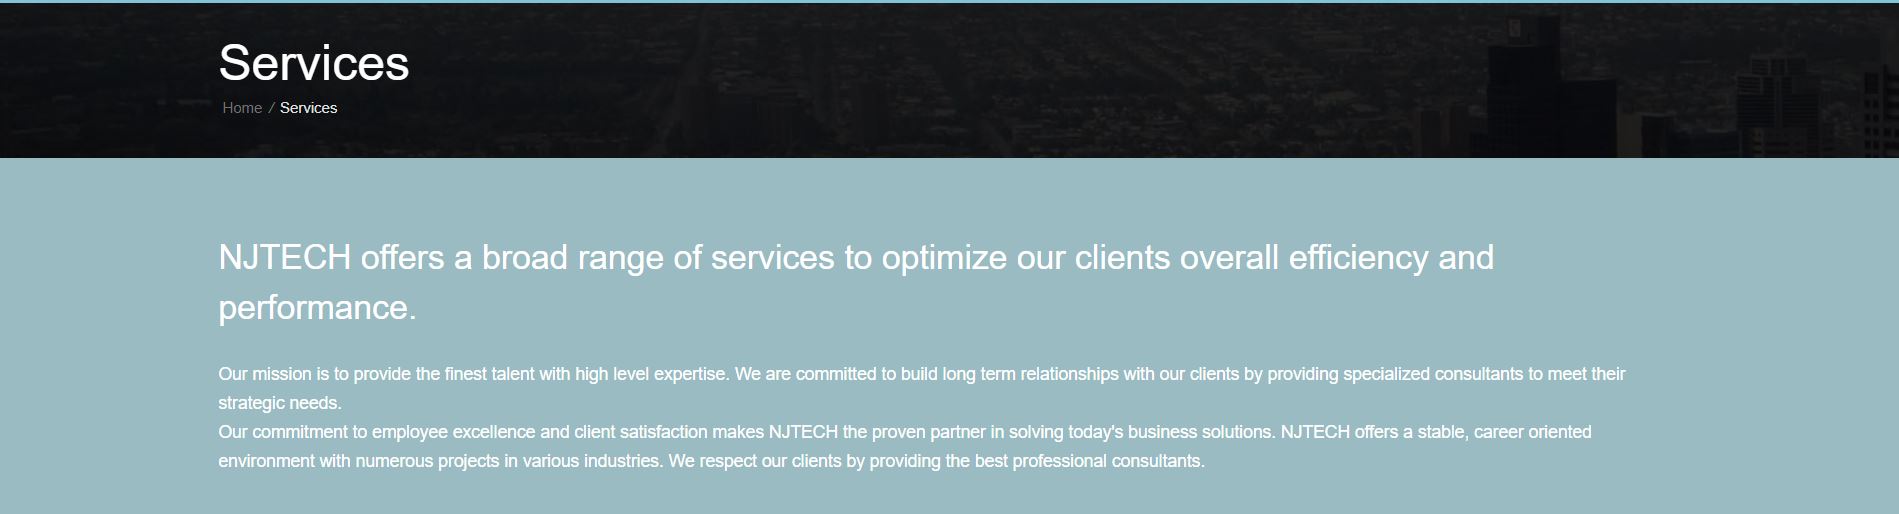 Services
Home / Services
NJTECH offers a broad range of services to optimize our clients overall efficiency and
performance.
Our mission is to provide the finest talent with high level expertise. We are committed to build long term relationships with our clients by providing specialized consultants to meet their
strategic needs.
Our commitment to employee excellence and client satisfaction makes NJTECH the proven partner in solving today's business solutions. NJTECH offers a stable, career oriented
environment with numerous projects in various industries. We respect our clients by providing the best professional consultants.